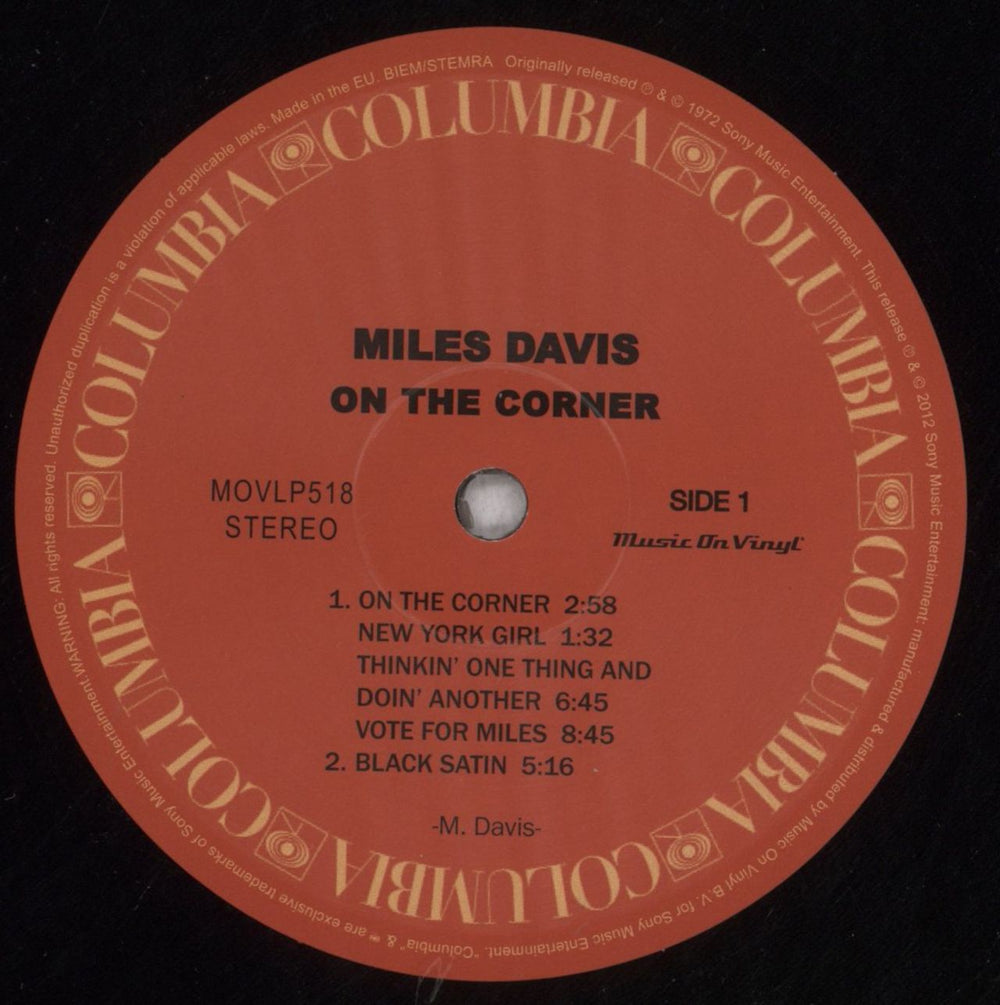 WARNING: All rights reserved. Unauthorized duplication is a violation of applicable laws. Made in the EU. BIEM/STEMRA Originally released ℗ & © 1972 Sony Music Entertainment. This release ℗ & © 2012 Sony Music Entertainment; manufactured & distributed by Music On Vinyl B.V. for Sony Music Entertainment. "Columbia" & are exclusive trademarks of Sony Music Entertainment.
COLUMBIA
COLUMBIA
COLUMBIA
COLUMBIA
COLUMBIA
COLUMBIA
MILES DAVIS
ON THE CORNER
MOVLP518
STEREO
SIDE 1
Music On Vinyl
1. ON THE CORNER 2:58
NEW YORK GIRL 1:32
THINKIN' ONE THING AND
DOIN' ANOTHER 6:45
VOTE FOR MILES 8:45
2. BLACK SATIN 5:16
-M. Davis-